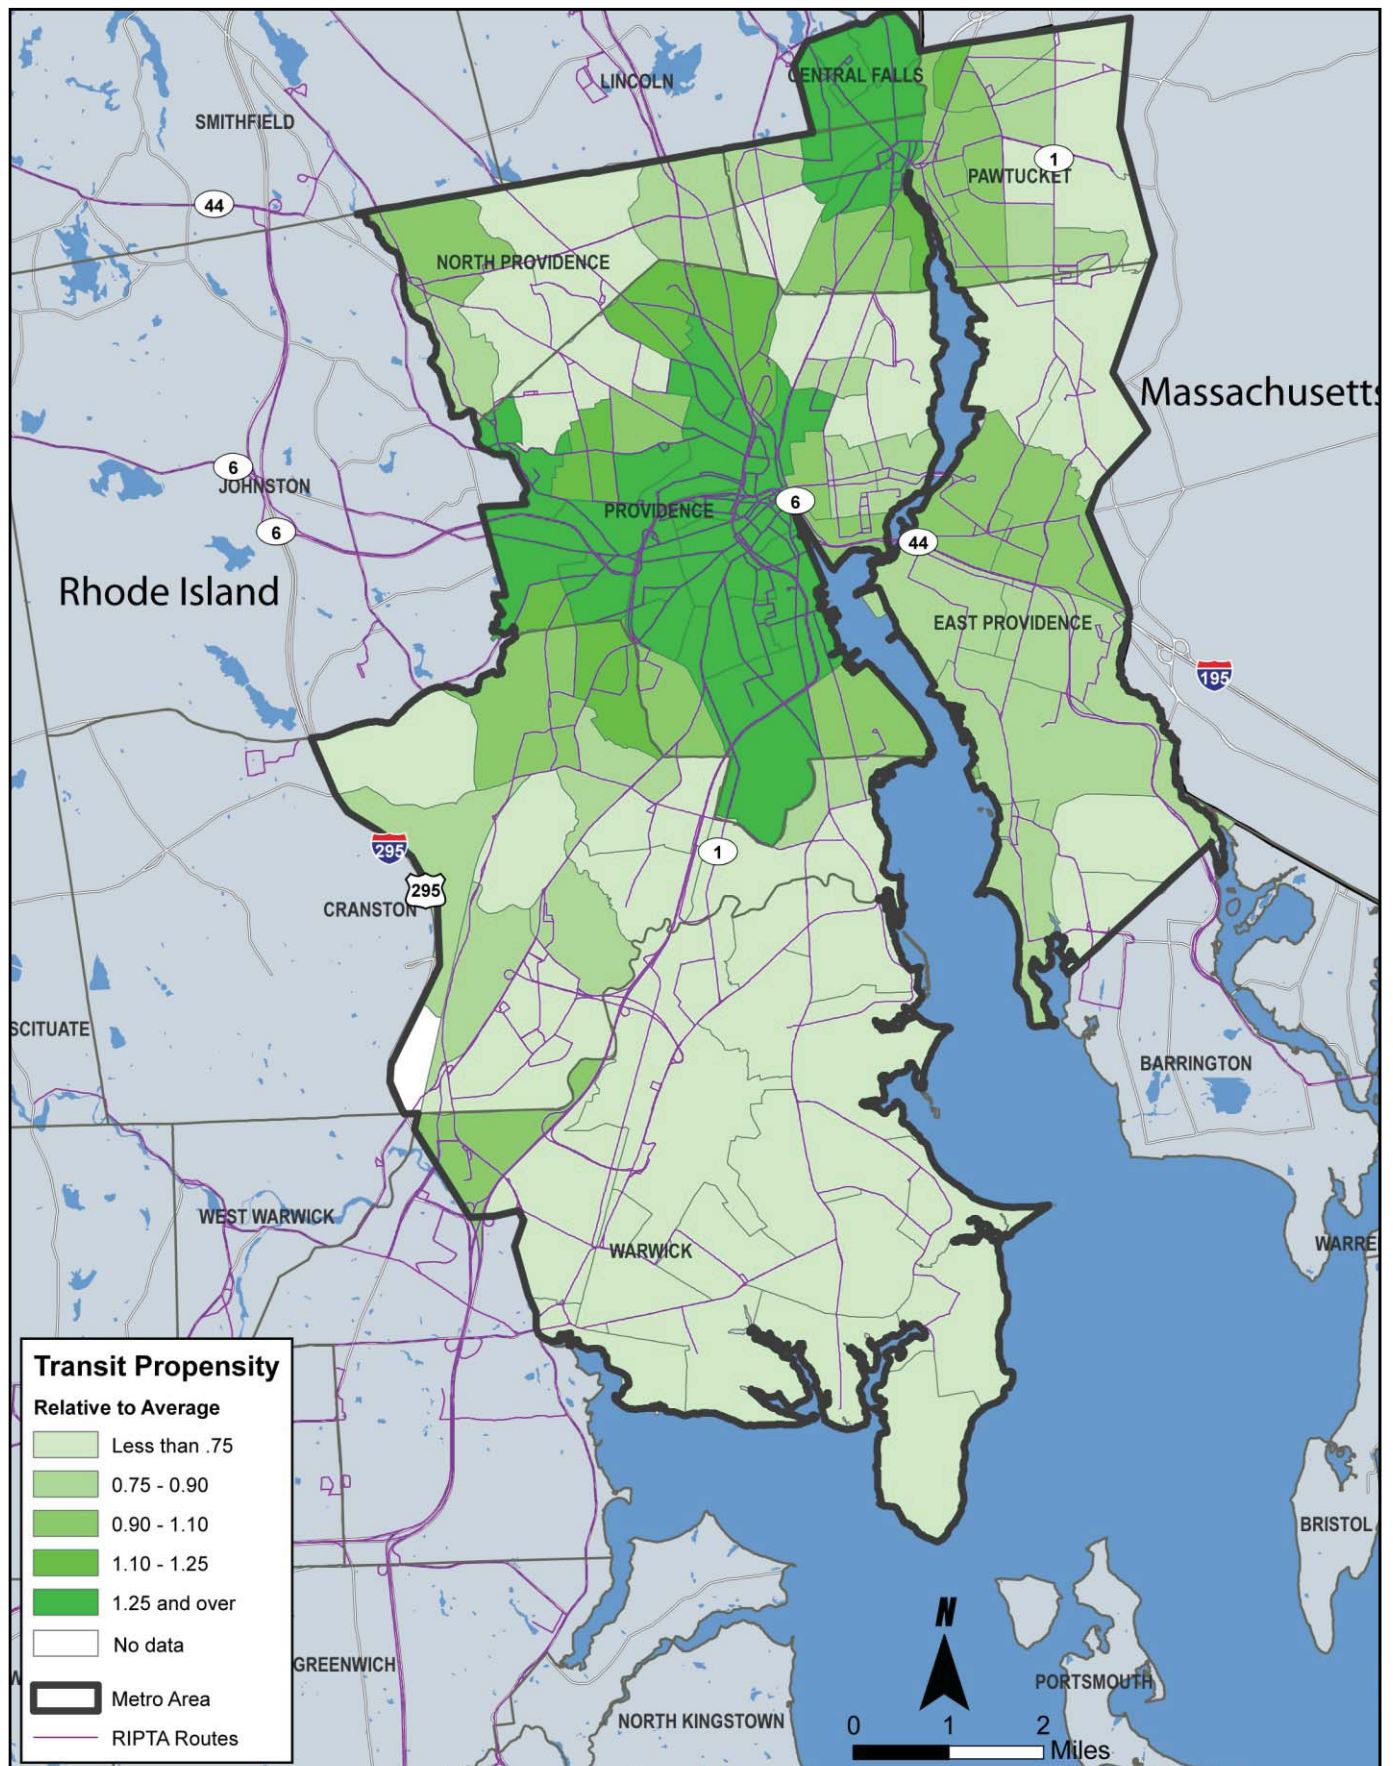 LINCOLN
CENTRAL FALLS
SMITHFIELD
1
PAWTUCKET
44
NORTH PROVIDENCE
Massachusetts
6
JOHNSTON
6
PROVIDENCE
6
44
Rhode Island
EAST PROVIDENCE
195
295
1
295
CRANSTON
SCITUATE
BARRINGTON
WEST WARWICK
WARWICK
WARRE
Transit Propensity
Relative to Average
Less than .75
0.75 - 0.90
0.90 - 1.10
1.10 - 1.25
1.25 and over
No data
Metro Area
RIPTA Routes
BRISTOL
N
GREENWICH
W
PORTSMOUTH
NORTH KINGSTOWN
0 1 2
Miles